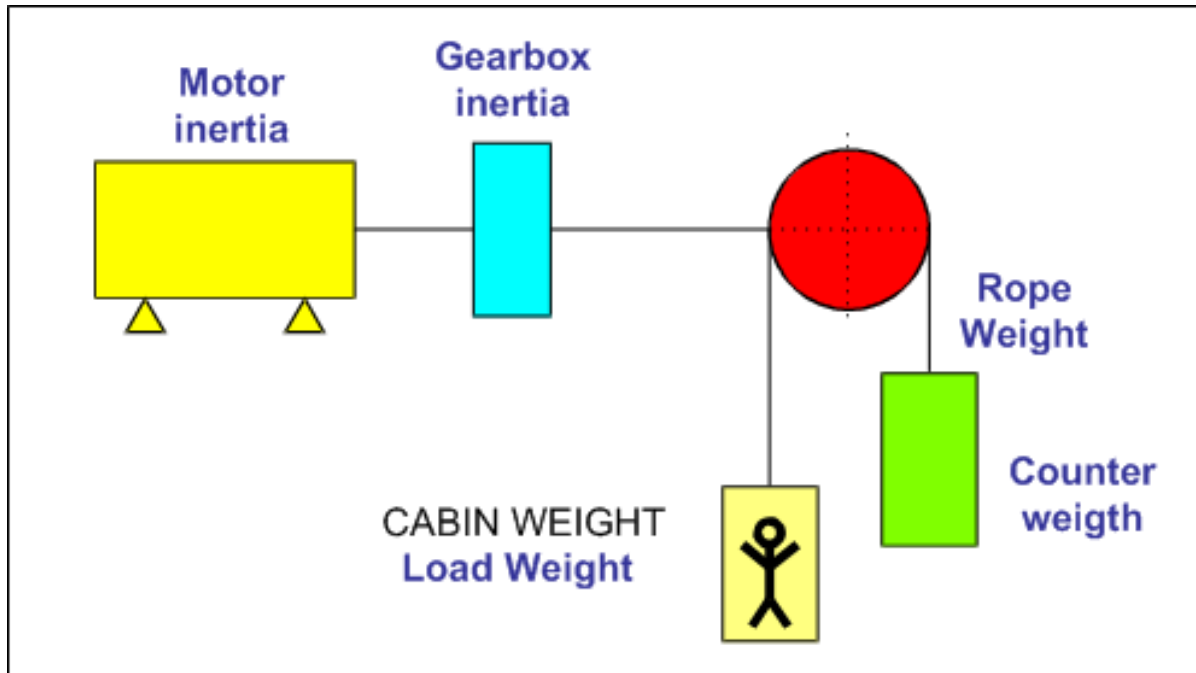 Motor
inertia
Gearbox
inertia
Rope
Weight
Counter
weigth
CABIN WEIGHT
Load Weight